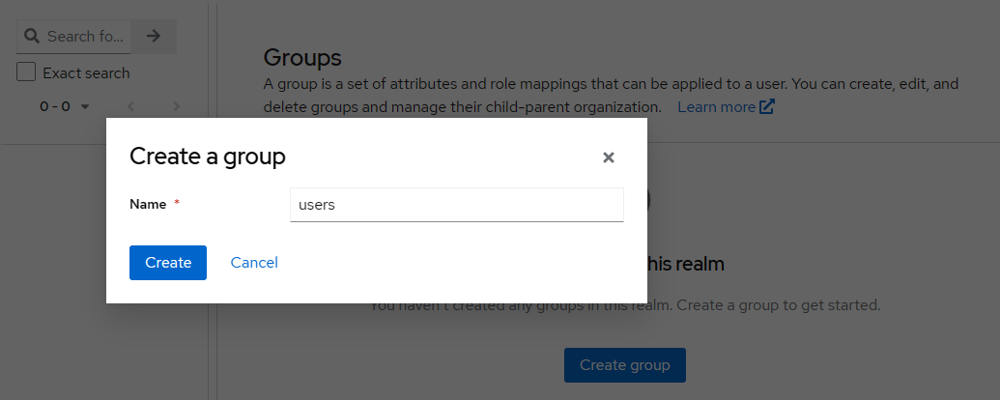 Search fo...
Exact search
0 - 0
Groups
A group is a set of attributes and role mappings that can be applied to a user. You can create, edit, and
delete groups and manage their child-parent organization. Learn more
Create a group
Name *
users
Create Cancel
his realm
You haven't created any groups in this realm. Create a group to get started.
Create group